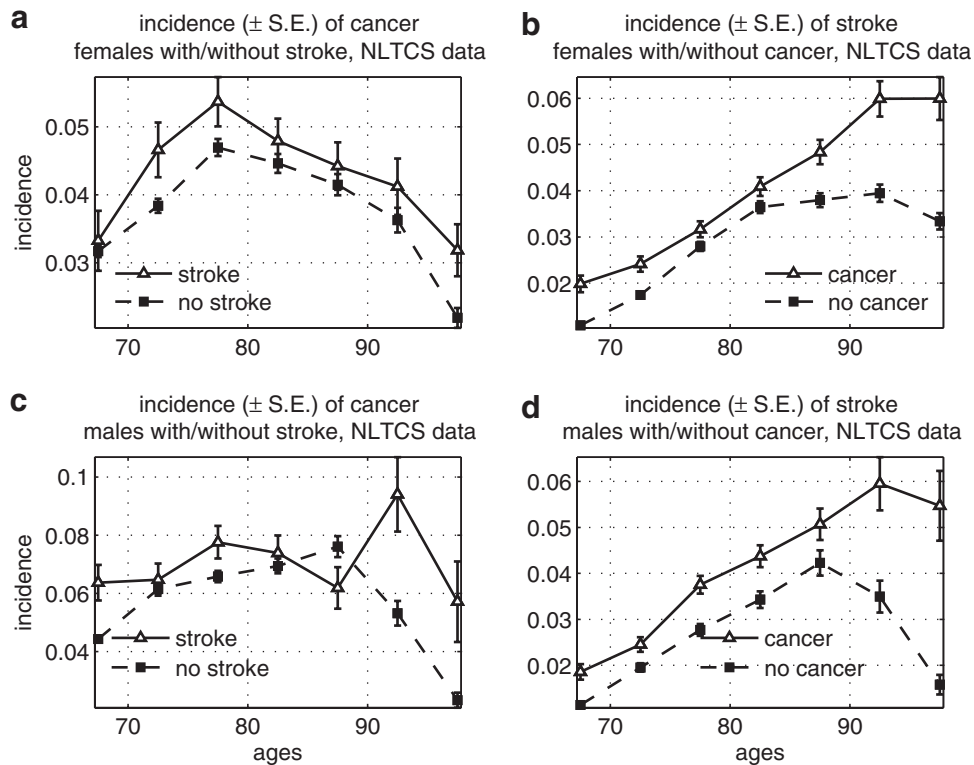 a
incidence (± S.E.) of cancer
females with/without stroke, NLTCS data
0.05
0.04
0.03
incidence
stroke
no stroke
70
80
90
b
incidence (± S.E.) of stroke
females with/without cancer, NLTCS data
0.06
0.05
0.04
0.03
0.02
cancer
no cancer
70
80
90
c
incidence (± S.E.) of cancer
males with/without stroke, NLTCS data
0.1
0.08
0.06
0.04
incidence
stroke
no stroke
70
80
90
ages
d
incidence (± S.E.) of stroke
males with/without cancer, NLTCS data
0.06
0.05
0.04
0.03
0.02
cancer
no cancer
70
80
90
ages